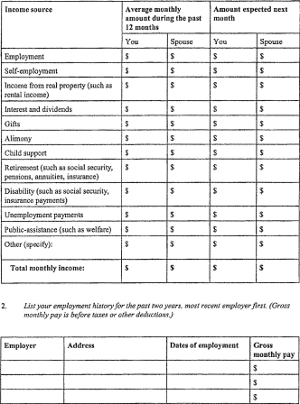 Income source
Average monthly
amount during the past
12 months
Amount expected next
month
You Spouse You Spouse
Employment $ $ $ $
Self-employment $ $ $ $
Income from real property (such as
rental income) $ $ $ $
Interest and dividends $ $ $ $
Gifts $ $ $ $
Alimony $ $ $ $
Child support $ $ $ $
Retirement (such as social security,
pensions, annuities, insurance) $ $ $ $
Disability (such as social security,
insurance payments) $ $ $ $
Unemployment payments $ $ $ $
Public-assistance (such as welfare) $ $ $ $
Other (specify): $ $ $ $
Total monthly income: $ $ $ $
2. List your employment history for the past two years, most recent employer first. (Gross
monthly pay is before taxes or other deductions.)
Employer Address Dates of employment Gross
monthly pay
$
$
$